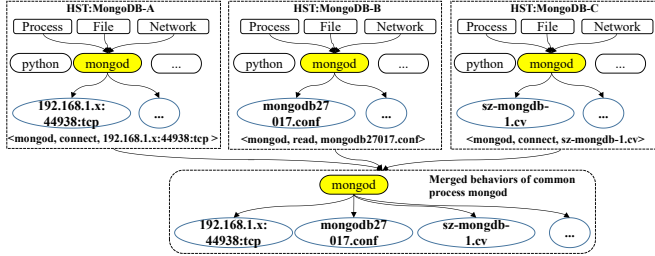 HST:MongoDB-A
Process File Network
python mongod ...
192.168.1.x:
44938:tcp
...
<mongod, connect, 192.168.1.x:44938:tcp >
HST:MongoDB-B
Process File Network
python mongod ...
mongodb27
017.conf
...
<mongod, read, mongodb27017.conf>
HST:MongoDB-C
Process File Network
python mongod ...
sz-mongdb-
1.cv
...
<mongod, connect, sz-mongdb-1.cv>
mongod
Merged behaviors of common
process mongod
192.168.1.x:
44938:tcp
mongodb27
017.conf
sz-mongdb-
1.cv
...